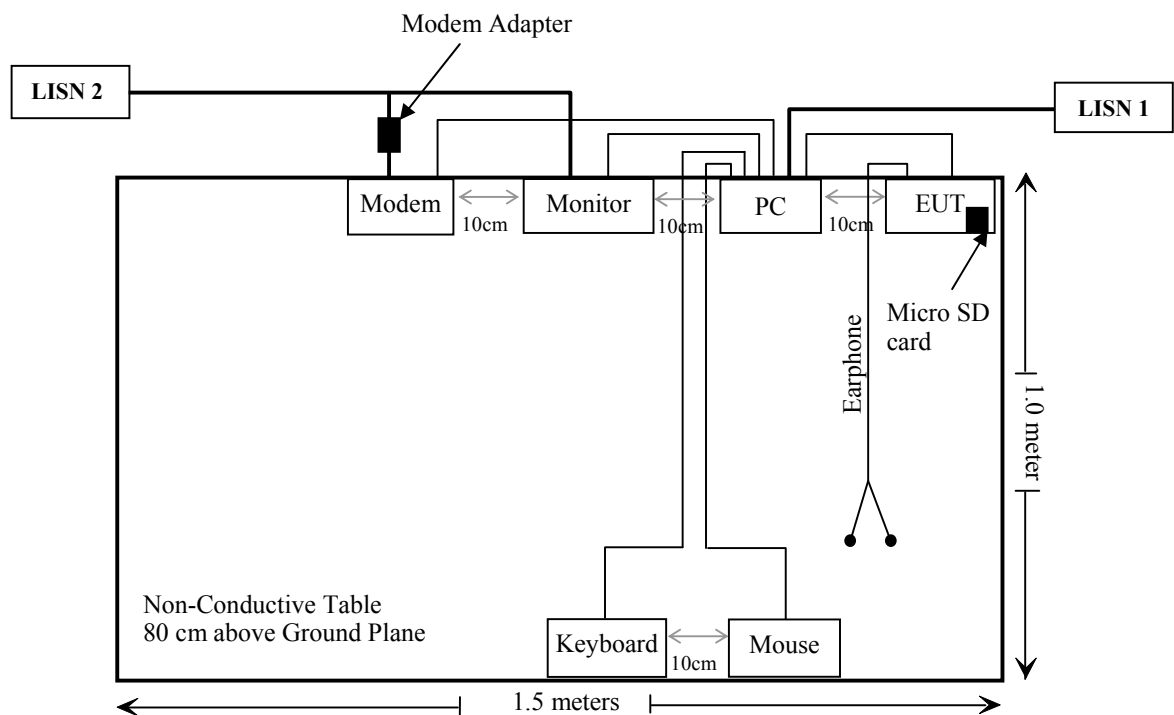 Modem Adapter
LISN 2
LISN 1
Modem
Monitor
PC
EUT
10cm
10cm
10cm
Micro SD
card
Earphone
1.0 meter
Non-Conductive Table
80 cm above Ground Plane
Keyboard
Mouse
10cm
1.5 meters